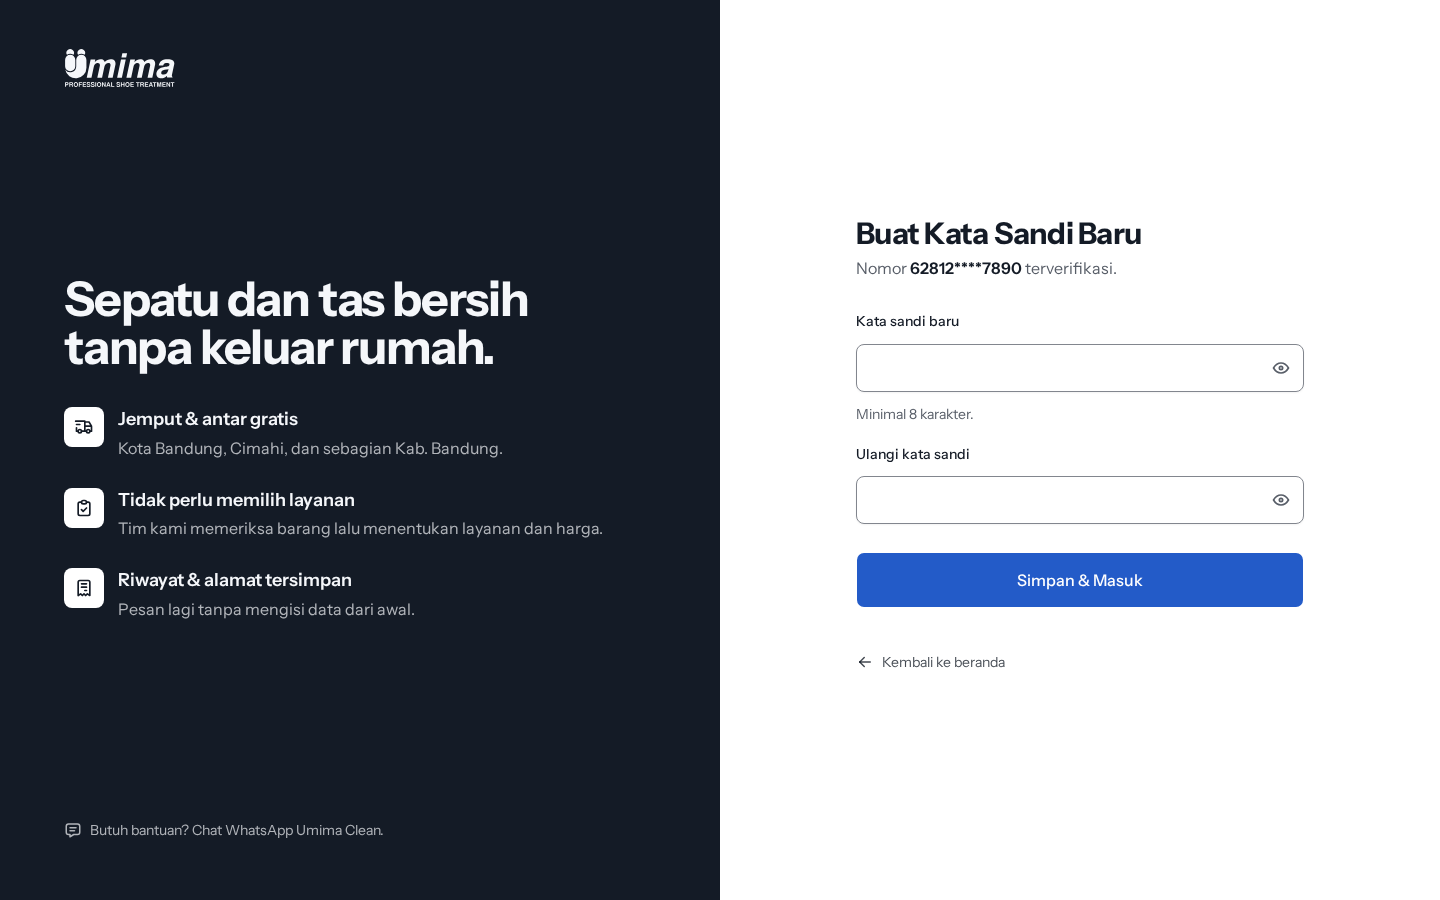 Umima
PROFESSIONAL SHOE TREATMENT
Sepatu dan tas bersih
tanpa keluar rumah.
Jemput & antar gratis
Kota Bandung, Cimahi, dan sebagian Kab. Bandung.
Tidak perlu memilih layanan
Tim kami memeriksa barang lalu menentukan layanan dan harga.
Riwayat & alamat tersimpan
Pesan lagi tanpa mengisi data dari awal.
Butuh bantuan? Chat WhatsApp Umima Clean.
Buat Kata Sandi Baru
Nomor 62812****7890 terverifikasi.
Kata sandi baru
Minimal 8 karakter.
Ulangi kata sandi
Simpan & Masuk
Kembali ke beranda